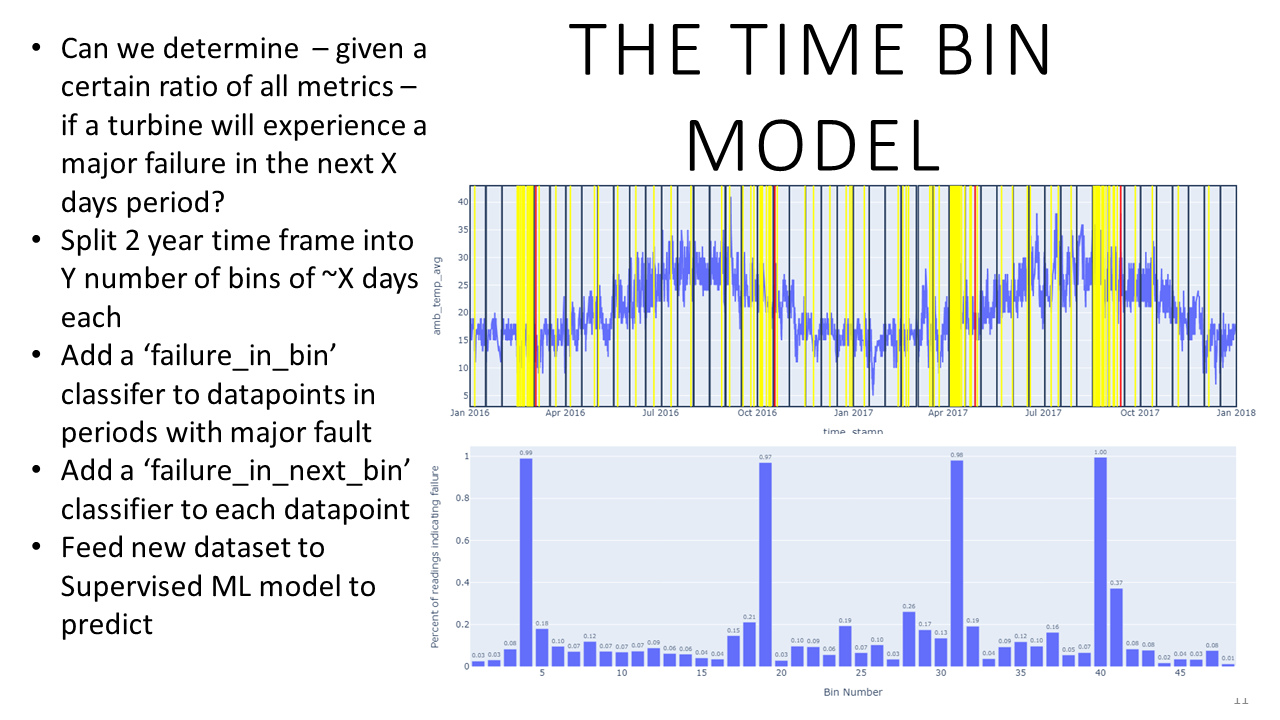 THE TIME BIN
MODEL
• Can we determine – given a
certain ratio of all metrics –
if a turbine will experience a
major failure in the next X
days period?
• Split 2 year time frame into
Y number of bins of ~X days
each
• Add a ‘failure_in_bin’
classifer to datapoints in
periods with major fault
• Add a ‘failure_in_next_bin’
classifier to each datapoint
• Feed new dataset to
Supervised ML model to
predict
amb_temp_avg
40
35
30
25
20
15
10
5
Jan 2016 Apr 2016 Jul 2016 Oct 2016 Jan 2017 Apr 2017 Jul 2017 Oct 2017 Jan 2018
time_stamp
Percent of readings indicating failure
1
0.8
0.6
0.4
0.2
0
0.03 0.03 0.08 0.99 0.18 0.10 0.07 0.12 0.07 0.07 0.07 0.09 0.06 0.06 0.04 0.04 0.15 0.21 0.97 0.03 0.10 0.09 0.06 0.19 0.07 0.10 0.03 0.26 0.17 0.13 0.98 0.19 0.04 0.09 0.12 0.10 0.16 0.05 0.07 1.00 0.37 0.08 0.08 0.02 0.04 0.03 0.08 0.01
5 10 15 20 25 30 35 40 45
Bin Number
11